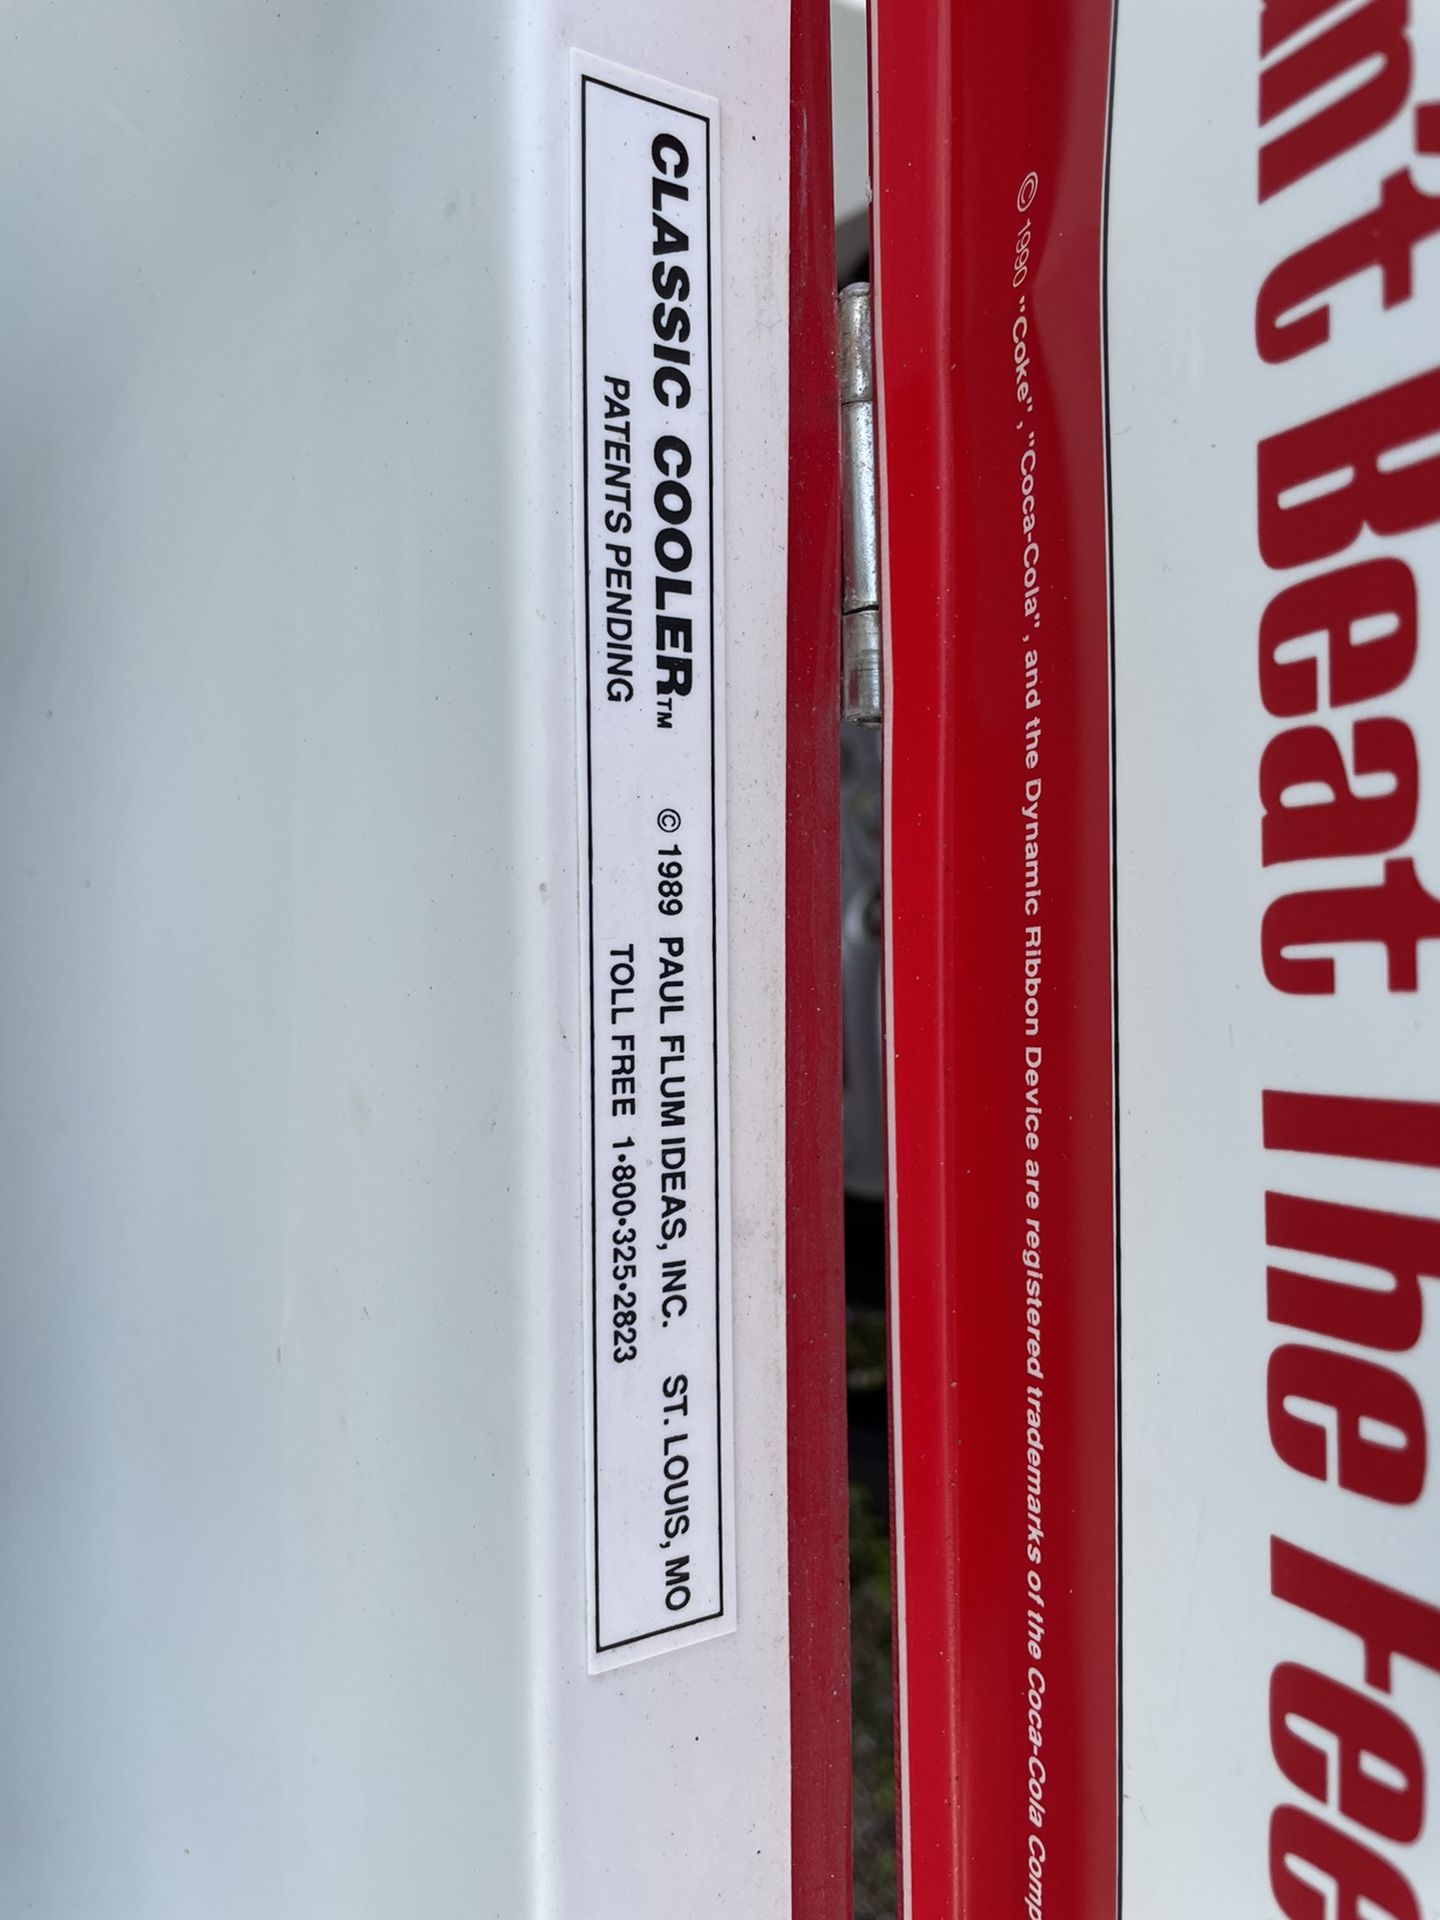 CLASSIC COOLER™ © 1989 PAUL FLUM IDEAS, INC. ST. LOUIS, MO
PATENTS PENDING TOLL FREE 1•800•325•2823
© 1990 "Coke", "Coca-Cola", and the Dynamic Ribbon Device are registered trademarks of the Coca-Cola Comp
Beat The